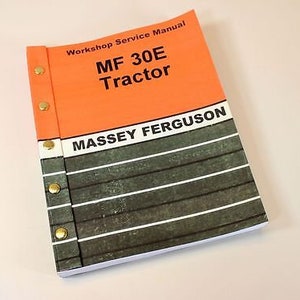 Workshop Service Manual
MF 30E
Tractor
MASSEY FERGUSON